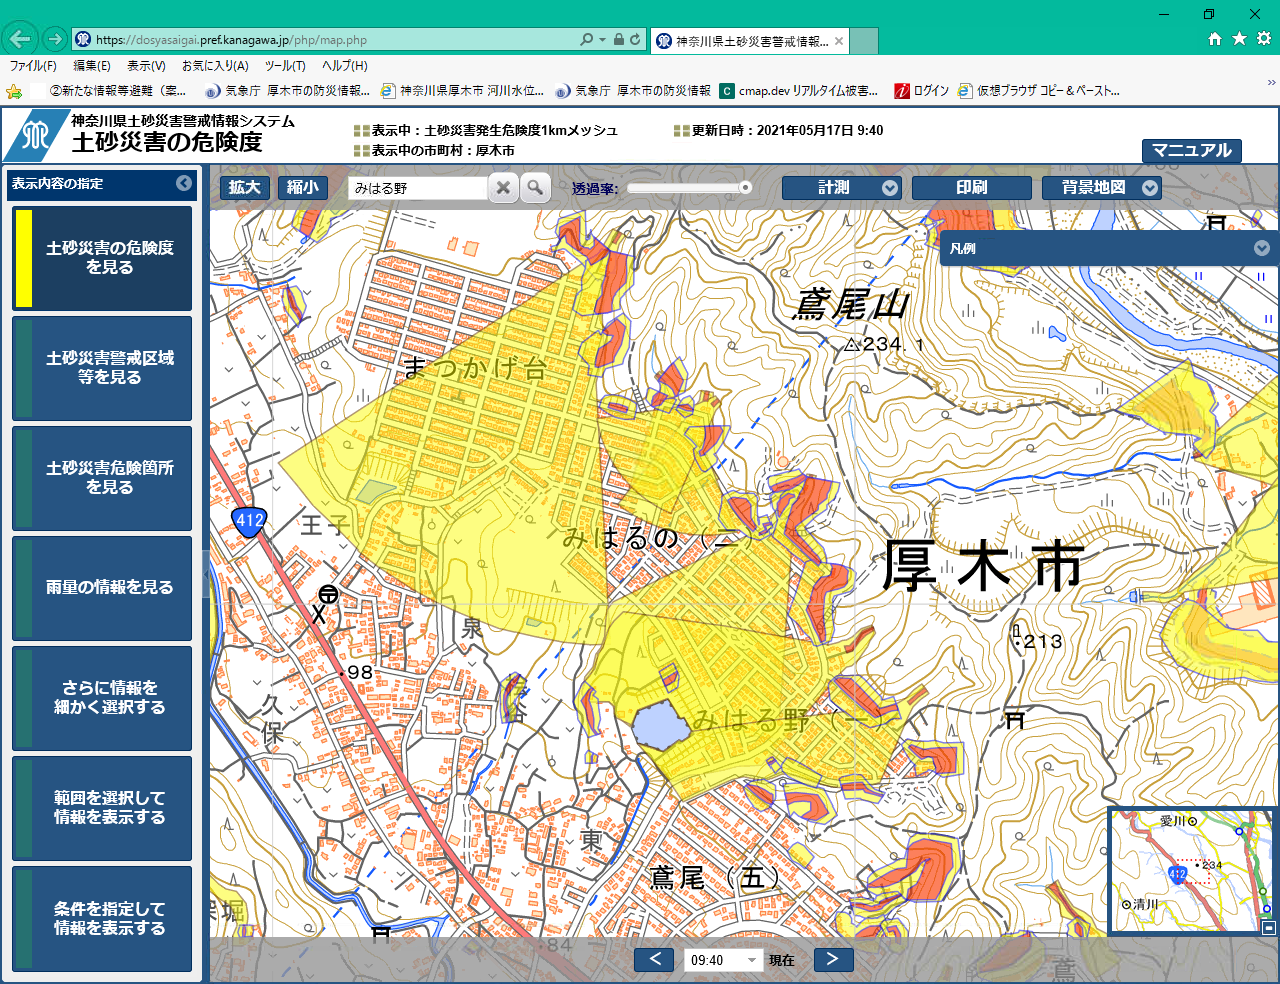 https://dosyasaigai.pref.kanagawa.jp/php/map.php
神奈川県土砂災害警戒情報...
ファイル(F) 編集(E) 表示(V) お気に入り(A) ツール(T) ヘルプ(H)
②新たな情報等避難（案... 気象庁 厚木市の防災情報... 神奈川県厚木市 河川水位... 気象庁 厚木市の防災情報 cmap.dev リアルタイム被害... ログイン 仮想ブラウザ コピー＆ペースト...
神奈川県土砂災害警戒情報システム
土砂災害の危険度
表示中：土砂災害発生危険度1kmメッシュ
更新日時：2021年05月17日 9:40
表示中の市町村：厚木市
マニュアル
表示内容の指定
拡大
縮小
みはる野
透過率:
計測
印刷
背景地図
凡例
土砂災害の危険度
を見る
土砂災害警戒区域
等を見る
土砂災害危険箇所
を見る
雨量の情報を見る
さらに情報を
細かく選択する
範囲を選択して
情報を表示する
条件を指定して
情報を表示する
鳶尾山
234.1
まつかげ台
412
王子
みはるの（二）
厚木市
213
泉
川
98
久保
谷
みはる野（一）
東
鳶尾（五）
堀
84
鳶
愛川
234
412
清川
<
09:40
現在
>